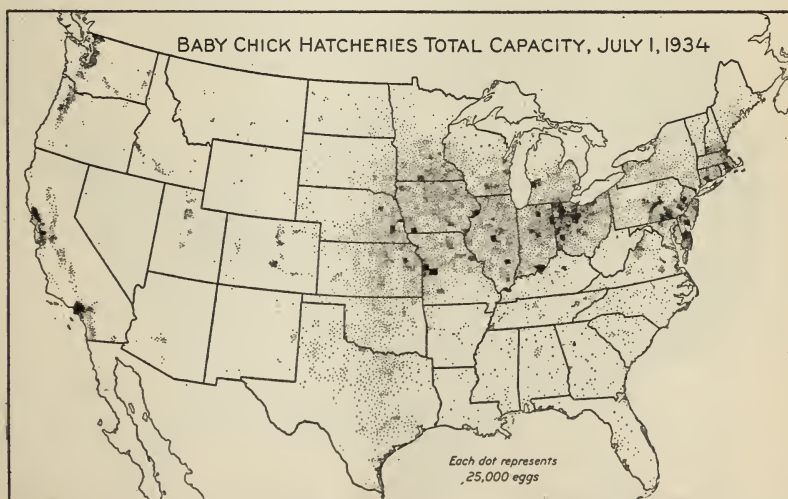 BABY CHICK HATCHERIES TOTAL CAPACITY, JULY 1, 1934
Each dot represents
25,000 eggs